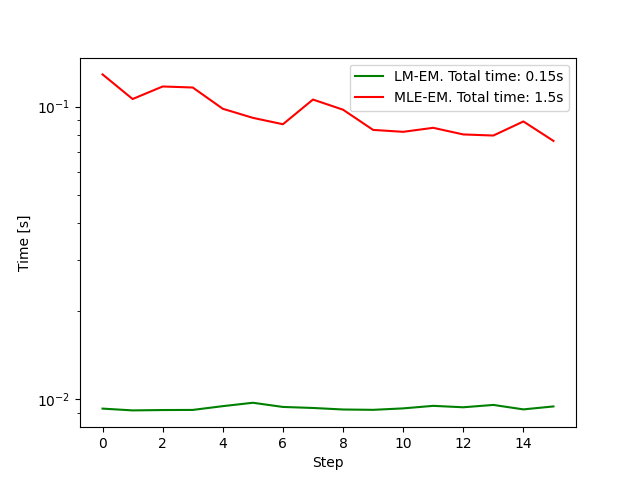 LM-EM. Total time: 0.15s
MLE-EM. Total time: 1.5s
10⁻¹
Time [s]
10⁻²
0 2 4 6 8 10 12 14
Step